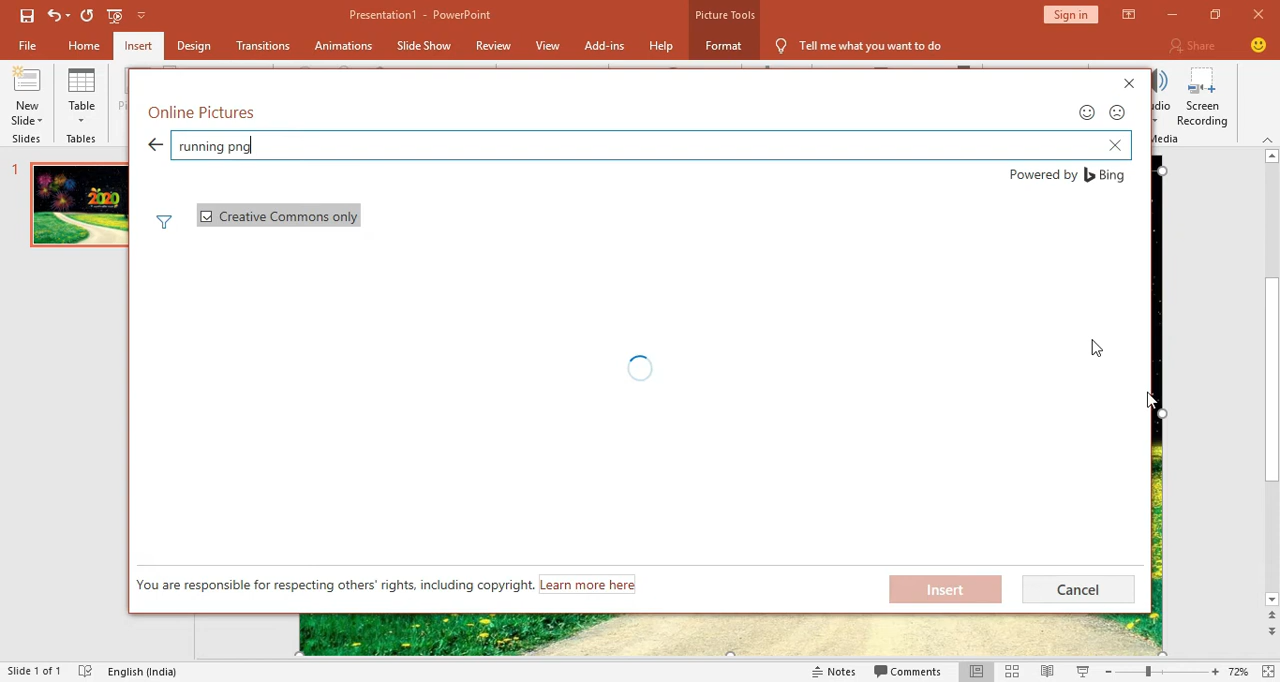 Presentation1 - PowerPoint
Picture Tools
Sign in
File Home Insert Design Transitions Animations Slide Show Review View Add-ins Help Format Tell me what you want to do Share
New Slide
Table
Screen Recording
Slides
Tables
Online Pictures
running png
Powered by Bing
Creative Commons only
1
2020
You are responsible for respecting others' rights, including copyright. Learn more here
Insert
Cancel
Slide 1 of 1 English (India) Notes Comments 72%